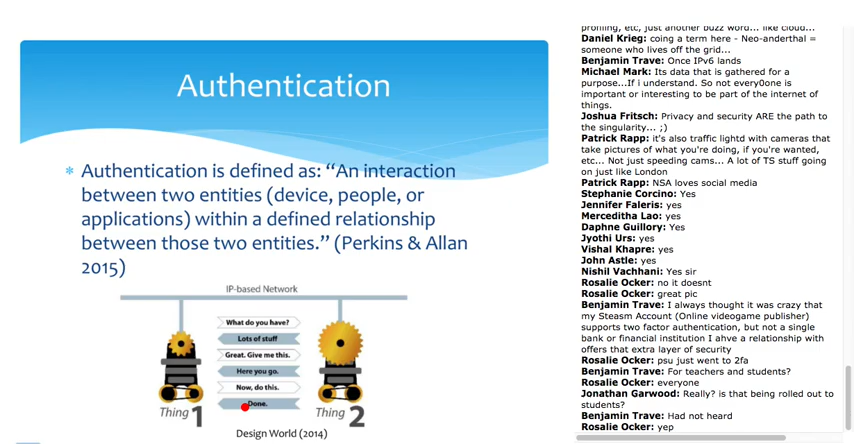 Authentication
Authentication is defined as: “An interaction
between two entities (device, people, or
applications) within a defined relationship
between those two entities.” (Perkins & Allan
2015)
IP-based Network
What do you have?
Lots of stuff
Great. Give me this.
Here you go.
Now, do this.
Done.
Thing 1
Thing 2
Design World (2014)
profiling, etc, just another buzz word... like cloud...
Daniel Krieg: coing a term here - Neo-anderthal =
someone who lives off the grid...
Benjamin Trave: Once IPv6 lands
Michael Mark: Its data that is gathered for a
purpose...If i understand. So not every0one is
important or interesting to be part of the internet of
things.
Joshua Fritsch: Privacy and security ARE the path to
the singularity... ;)
Patrick Rapp: it's also traffic lightd with cameras that
take pictures of what you're doing, if you're wanted,
etc... Not just speeding cams... A lot of TS stuff going
on just like London
Patrick Rapp: NSA loves social media
Stephanie Corcino: Yes
Jennifer Faleris: yes
Merceditha Lao: yes
Daphne Guillory: Yes
Jyothi Urs: yes
Vishal Khapre: yes
John Astle: yes
Nishil Vachhani: Yes sir
Rosalie Ocker: no it doesnt
Rosalie Ocker: great pic
Benjamin Trave: I always thought it was crazy that
my Steasm Account (Online videogame publisher)
supports two factor authentication, but not a single
bank or financial institution I ahve a relationship with
offers that extra layer of security
Rosalie Ocker: psu just went to 2fa
Benjamin Trave: For teachers and students?
Rosalie Ocker: everyone
Jonathan Garwood: Really? is that being rolled out to
students?
Benjamin Trave: Had not heard
Rosalie Ocker: yep